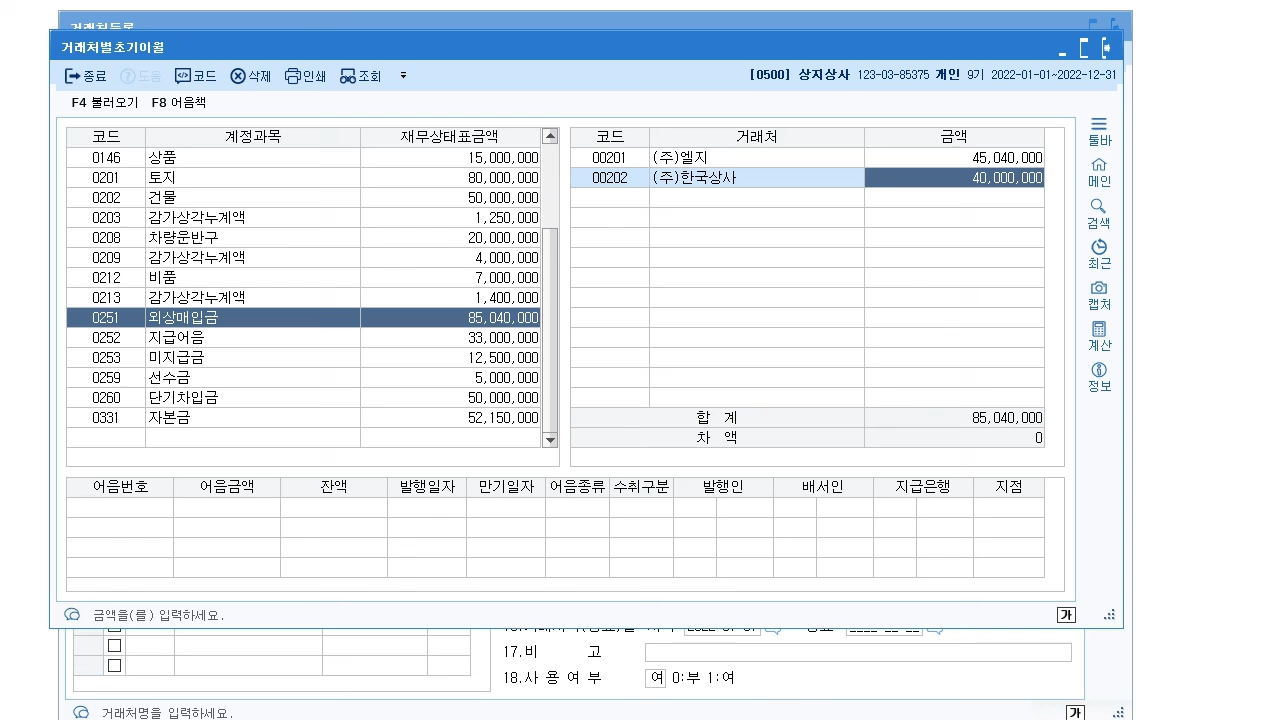 거래처등록
거래처별초기이월
종료 도움 코드 삭제 인쇄 조회 [0500] 상지상사 123-03-85375 개인 9기 2022-01-01~2022-12-31
F4 불러오기 F8 어음책
코드 계정과목 재무상태표금액 코드 거래처 금액
0146 상품 15,000,000 00201 (주)엘지 45,040,000
0201 토지 80,000,000 00202 (주)한국상사 40,000,000
0202 건물 50,000,000
0203 감가상각누계액 1,250,000
0208 차량운반구 20,000,000
0209 감가상각누계액 4,000,000
0212 비품 7,000,000
0213 감가상각누계액 1,400,000
0251 외상매입금 85,040,000
0252 지급어음 33,000,000
0253 미지급금 12,500,000
0259 선수금 5,000,000
0260 단기차입금 50,000,000
0331 자본금 52,150,000 합 계 85,040,000
차 액 0
어음번호 어음금액 잔액 발행일자 만기일자 어음종류 수취구분 발행인 배서인 지급은행 지점
툴바
메인
검색
최근
캡처
계산
정보
금액을(를) 입력하세요. 가
17.비 고
18.사 용 여 부 여 0:부 1:여
거래처명을 입력하세요. 가